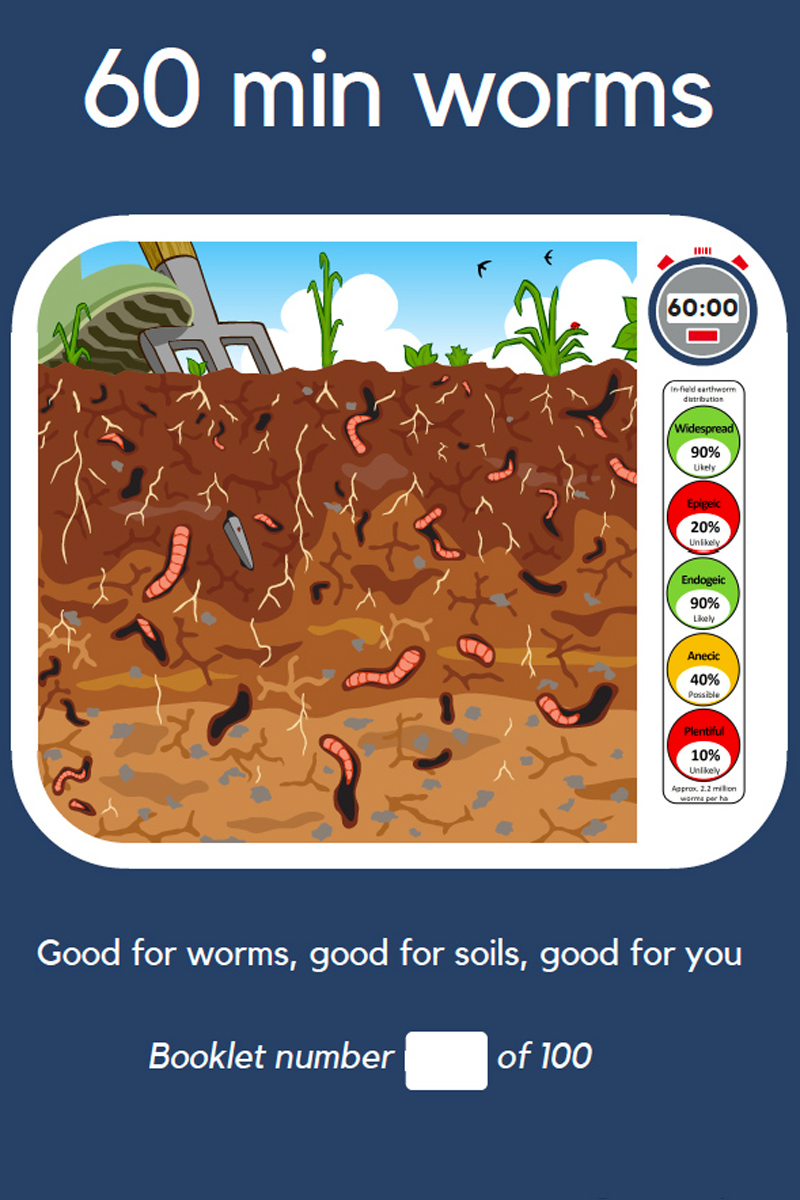 60 min worms
60:00
In-field earthworm
distribution
Widespread
90%
Likely
Epigeic
20%
Unlikely
Endogeic
90%
Likely
Anecic
40%
Possible
Plentiful
10%
Unlikely
Approx. 2.2 million
worms per ha
Good for worms, good for soils, good for you
Booklet number of 100